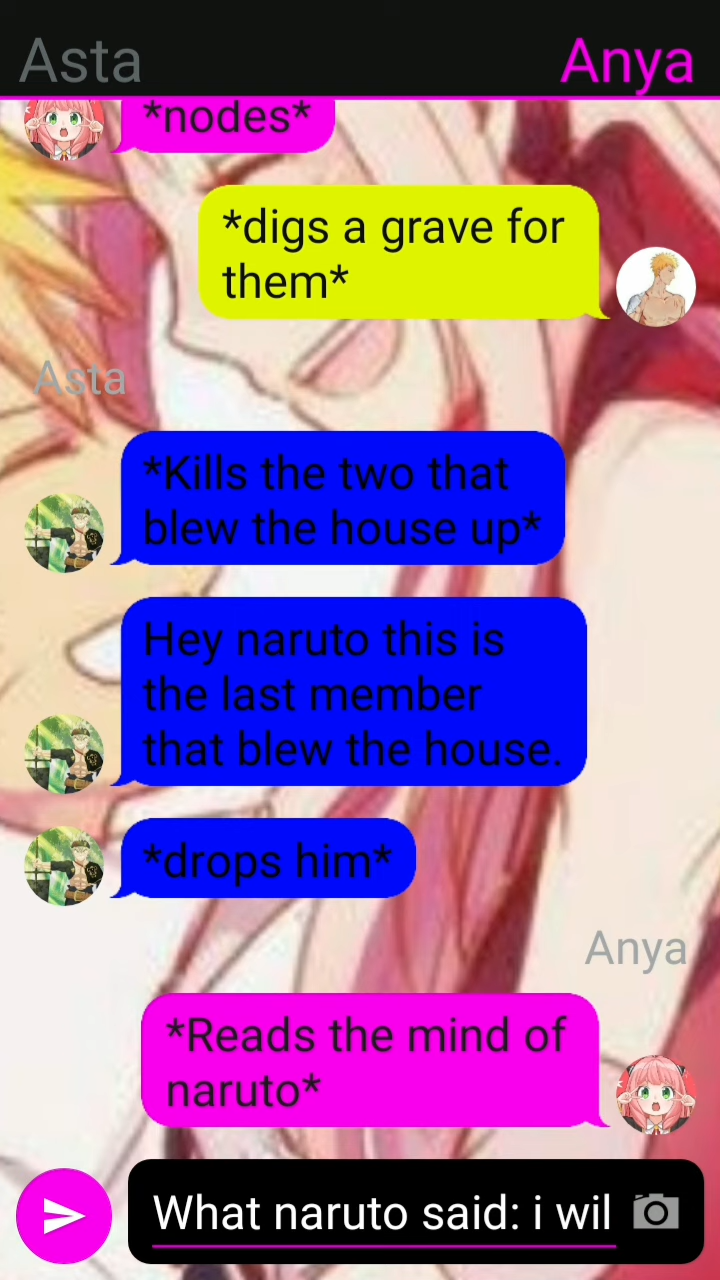 Asta
Anya
*nodes*
*digs a grave for
them*
Asta
*Kills the two that
blew the house up*
Hey naruto this is
the last member
that blew the house.
*drops him*
Anya
*Reads the mind of
naruto*
What naruto said: i wil